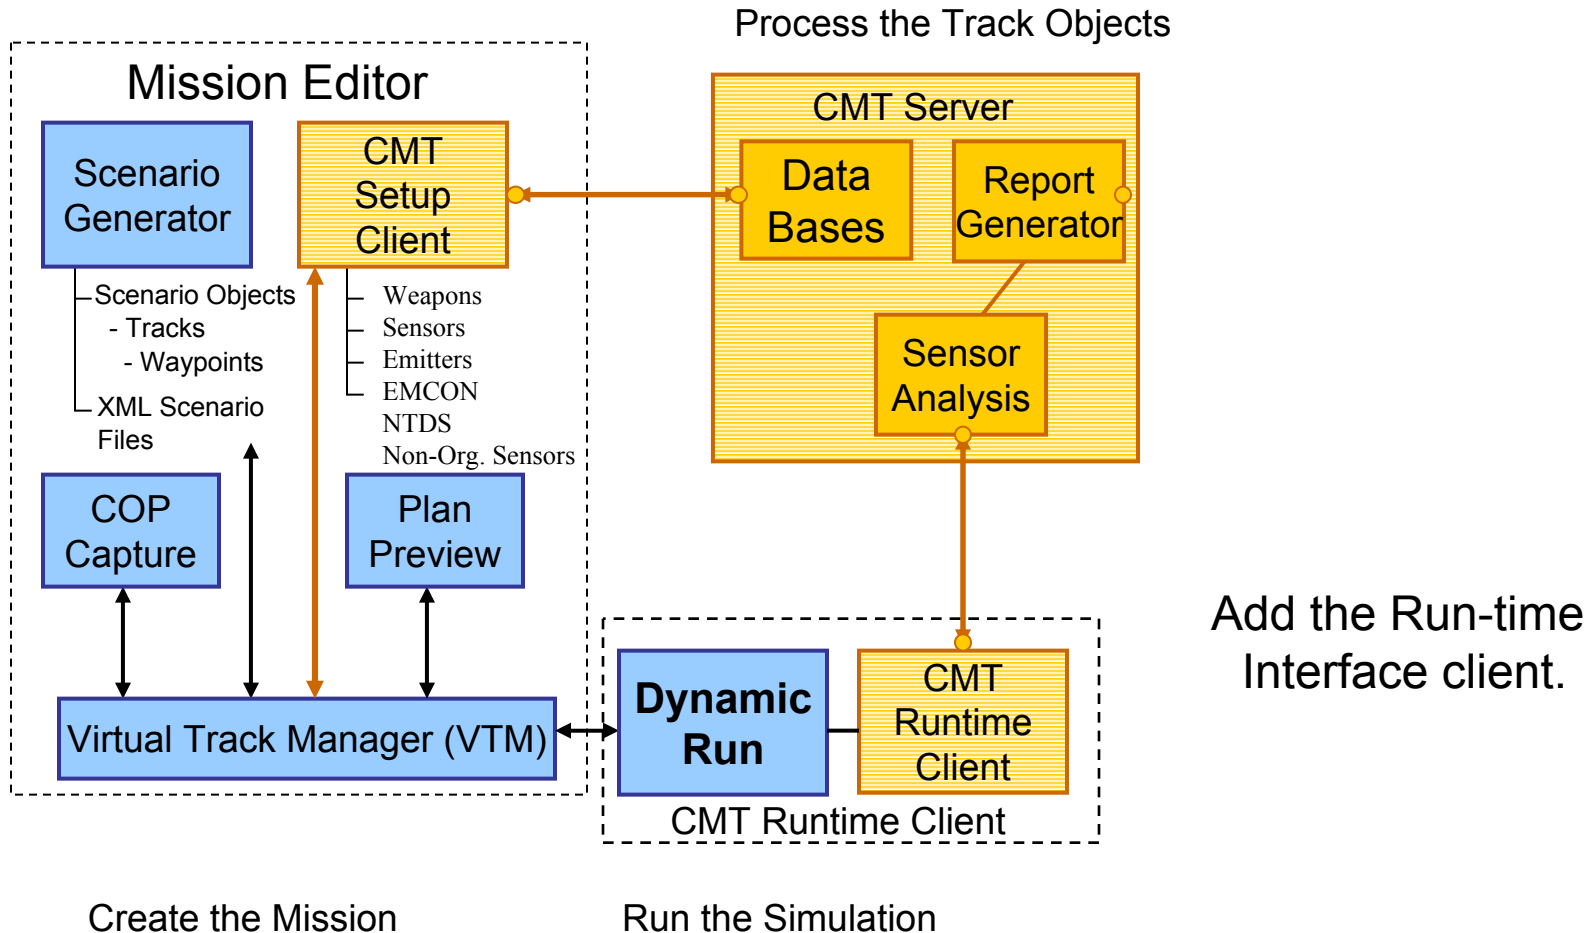 Process the Track Objects
Mission Editor
Scenario
Generator
CMT
Setup
Client
Scenario Objects
- Tracks
- Waypoints
XML Scenario
Files
Weapons
Sensors
Emitters
EMCON
NTDS
Non-Org. Sensors
COP
Capture
Plan
Preview
Virtual Track Manager (VTM)
CMT Server
Data
Bases
Report
Generator
Sensor
Analysis
Dynamic
Run
CMT
Runtime
Client
CMT Runtime Client
Add the Run-time
Interface client.
Create the Mission
Run the Simulation